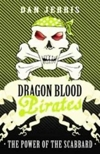 DAN JERRIS
DRAGON BLOOD
Pirates
THE POWER OF THE SCABBARD